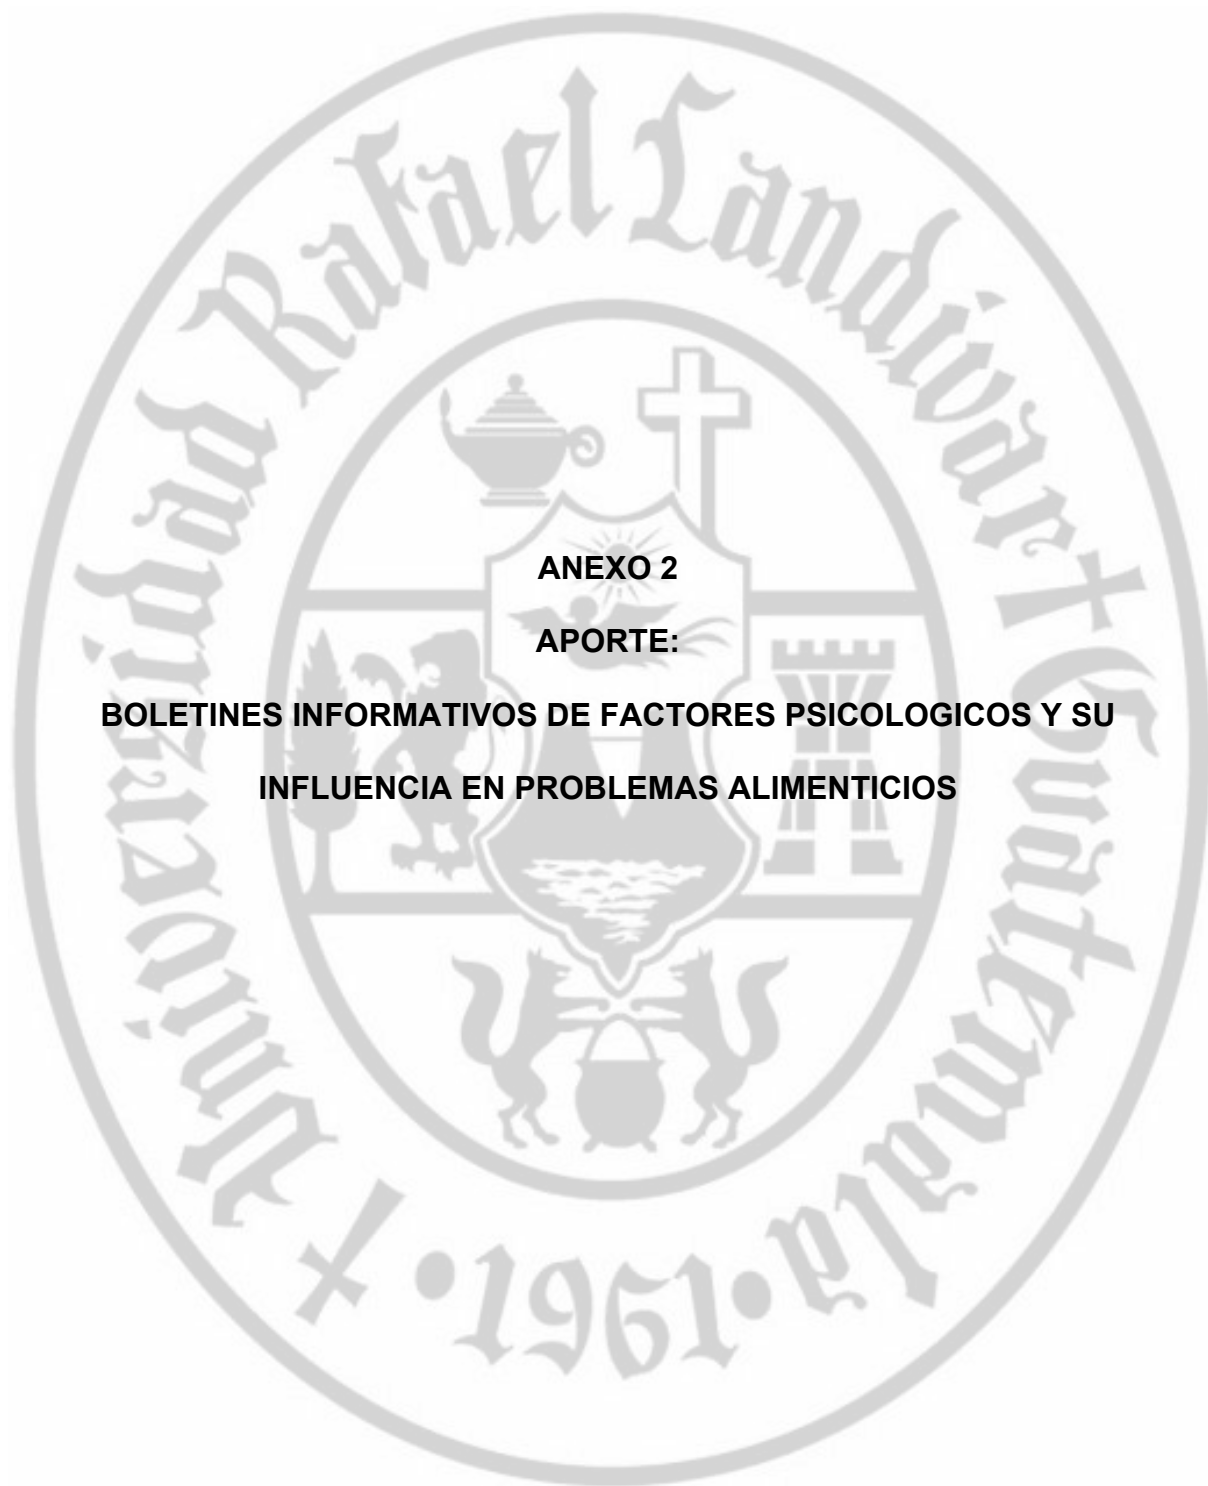 Universidad Rafael Landívar
Guatemala
1961
ANEXO 2
APORTE:
BOLETINES INFORMATIVOS DE FACTORES PSICOLOGICOS Y SU
INFLUENCIA EN PROBLEMAS ALIMENTICIOS